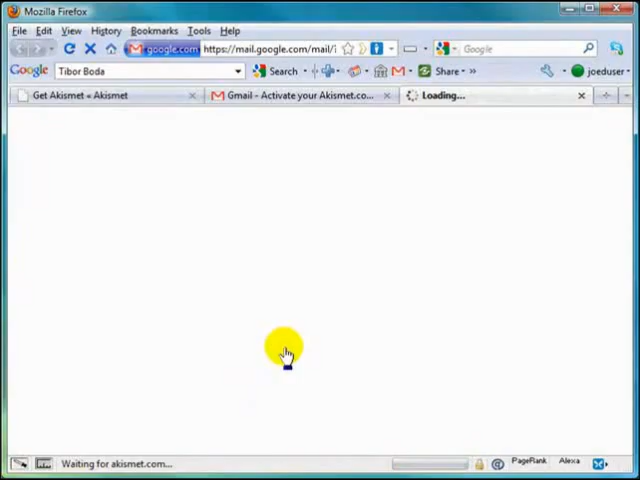 Mozilla Firefox
File Edit View History Bookmarks Tools Help
google.com https://mail.google.com/mail/? Google
Google Tibor Boda Search Share » joeduser
Get Akismet « Akismet Gmail - Activate your Akismet.co... Loading...
Waiting for akismet.com... PageRank Alexa